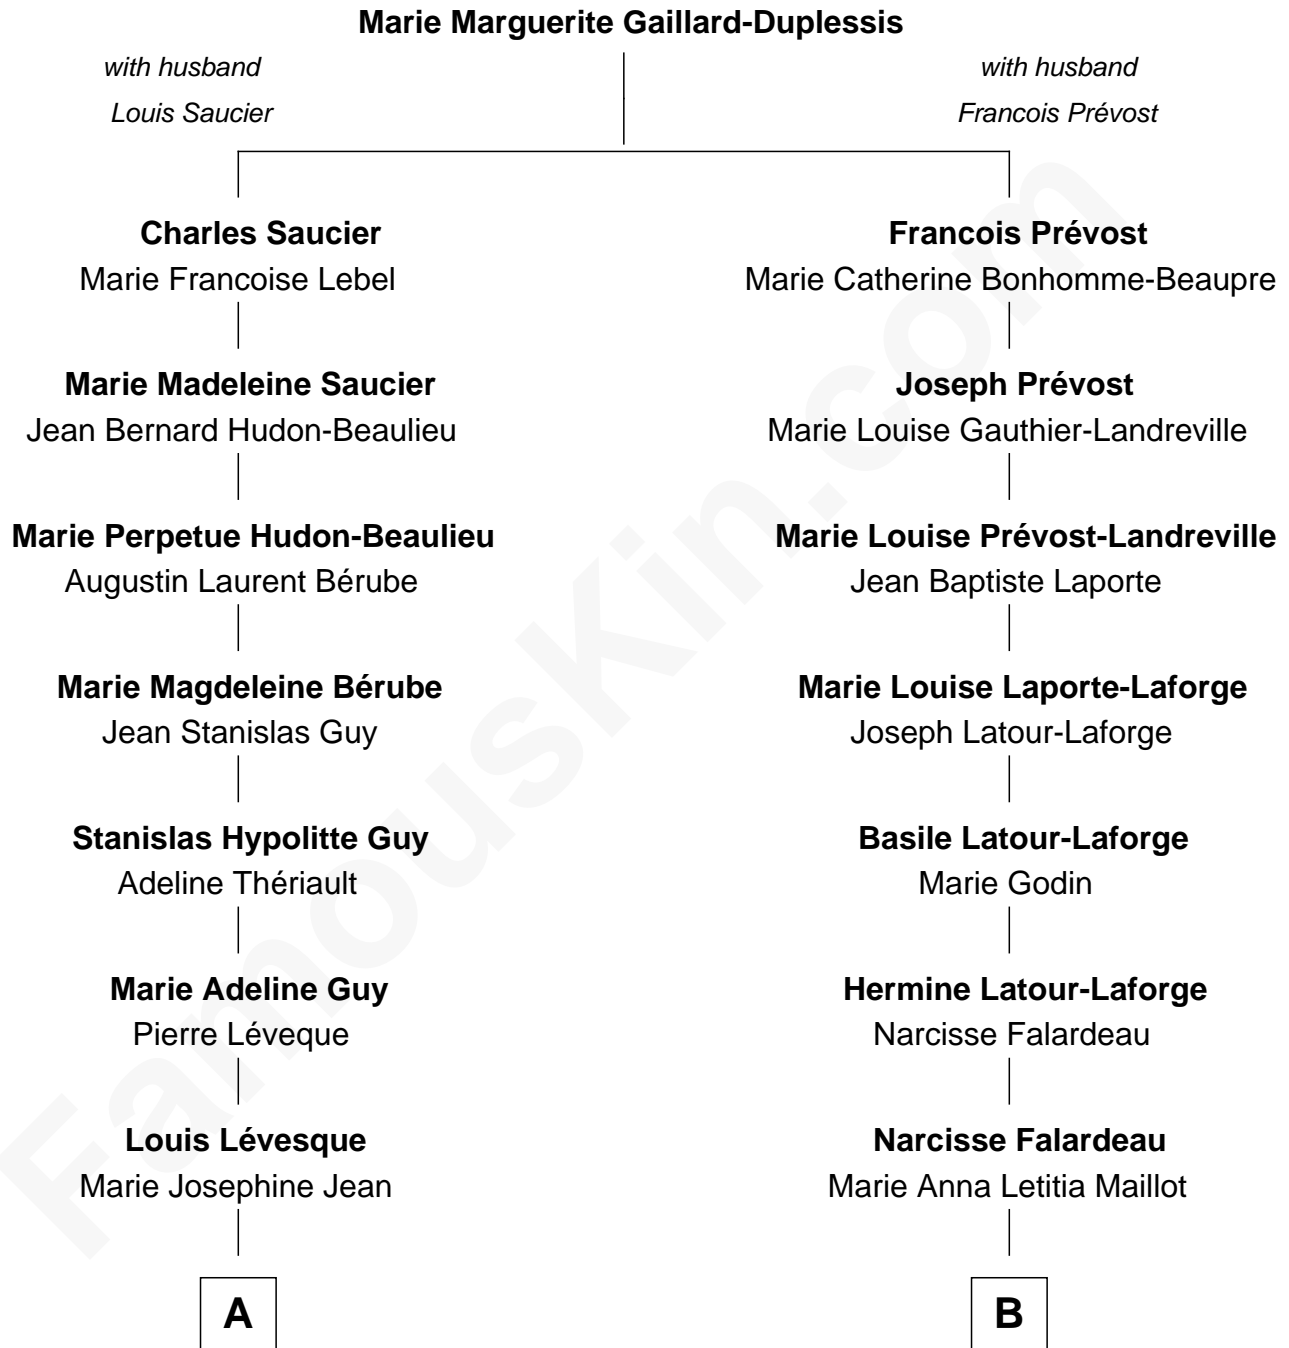 Marie Marguerite Gaillard-Duplessis
with husband
Louis Saucier
with husband
Francois Prévost
Charles Saucier
Marie Francoise Lebel
Francois Prévost
Marie Catherine Bonhomme-Beaupre
Marie Madeleine Saucier
Jean Bernard Hudon-Beaulieu
Joseph Prévost
Marie Louise Gauthier-Landreville
Marie Perpetue Hudon-Beaulieu
Augustin Laurent Bérube
Marie Louise Prévost-Landreville
Jean Baptiste Laporte
Marie Magdeleine Bérube
Jean Stanislas Guy
Marie Louise Laporte-Laforge
Joseph Latour-Laforge
Stanislas Hypolitte Guy
Adeline Thériault
Basile Latour-Laforge
Marie Godin
Marie Adeline Guy
Pierre Léveque
Hermine Latour-Laforge
Narcisse Falardeau
Louis Lévesque
Marie Josephine Jean
Narcisse Falardeau
Marie Anna Letitia Maillot
A
B
FamousKin.com